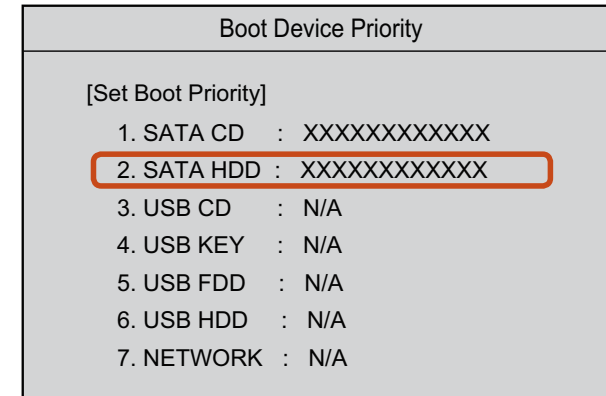 Boot Device Priority
[Set Boot Priority]
1. SATA CD : XXXXXXXXXXXX
2. SATA HDD : XXXXXXXXXXXX
3. USB CD : N/A
4. USB KEY : N/A
5. USB FDD : N/A
6. USB HDD : N/A
7. NETWORK : N/A